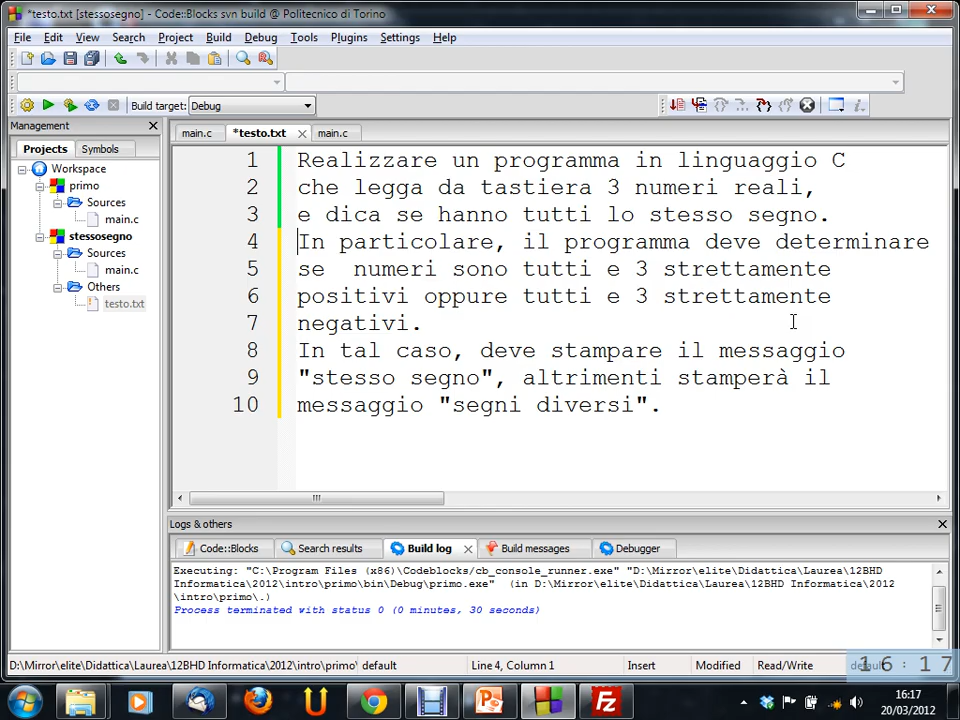 *testo.txt [stessosegno] - Code::Blocks svn build @ Politecnico di Torino
File Edit View Search Project Build Debug Tools Plugins Settings Help
Build target: Debug
Management
Projects Symbols
Workspace
primo
Sources
main.c
stessosegno
Sources
main.c
Others
testo.txt
main.c *testo.txt main.c
1 Realizzare un programma in linguaggio C
2 che legga da tastiera 3 numeri reali,
3 e dica se hanno tutti lo stesso segno.
4 In particolare, il programma deve determinare
5 se  numeri sono tutti e 3 strettamente
6 positivi oppure tutti e 3 strettamente
7 negativi.
8 In tal caso, deve stampare il messaggio
9 "stesso segno", altrimenti stamperà il
10 messaggio "segni diversi".
Logs & others
Code::Blocks Search results Build log Build messages Debugger
Executing: "C:\Program Files (x86)\Codeblocks/cb_console_runner.exe" "D:\Mirror\elite\Didattica\Laurea\12BHD
Informatica\2012\intro\primo\bin\Debug\primo.exe"  (in D:\Mirror\elite\Didattica\Laurea\12BHD Informatica\2012
\intro\primo\.)
Process terminated with status 0 (0 minutes, 30 seconds)
D:\Mirror\elite\Didattica\Laurea\12BHD Informatica\2012\intro\primo\ default Line 4, Column 1 Insert Modified Read/Write default
16:17
16:17
20/03/2012